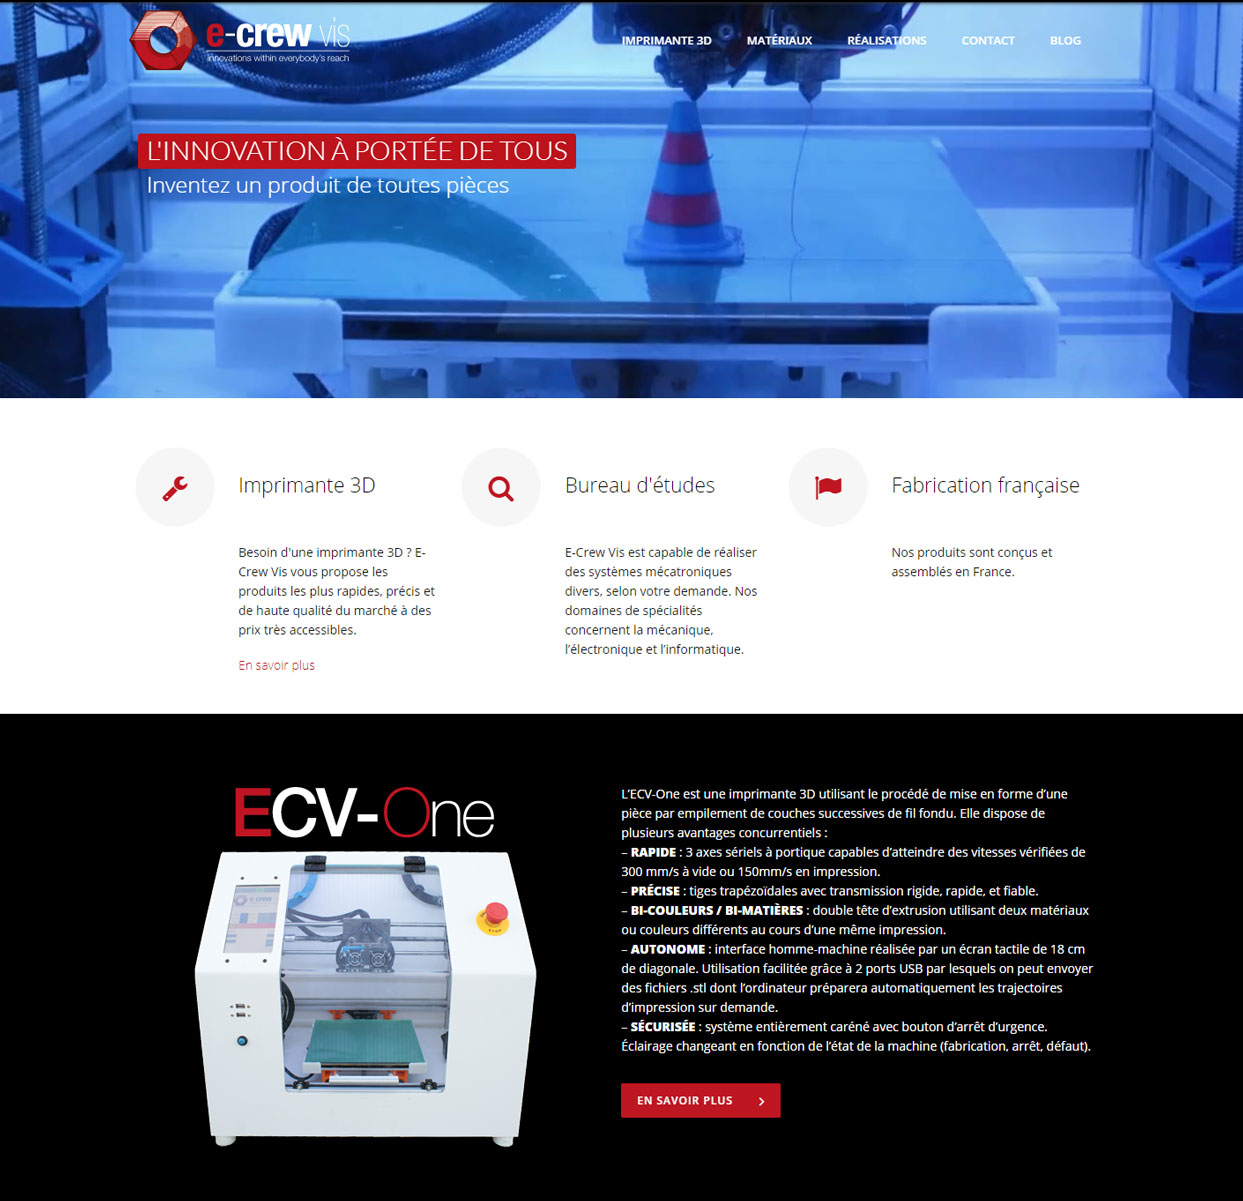 e-crew vis
Innovations within everybody's reach
IMPRIMANTE 3D
MATÉRIAUX
RÉALISATIONS
CONTACT
BLOG
L'INNOVATION À PORTÉE DE TOUS
Inventez un produit de toutes pièces
Imprimante 3D
Besoin d'une imprimante 3D ? E-
Crew Vis vous propose les
produits les plus rapides, précis et
de haute qualité du marché à des
prix très accessibles.
En savoir plus
Bureau d'études
E-Crew Vis est capable de réaliser
des systèmes mécatroniques
divers, selon votre demande. Nos
domaines de spécialités
concernent la mécanique,
l’électronique et l’informatique.
Fabrication française
Nos produits sont conçus et
assemblés en France.
ECV-One
e-crew
L’ECV-One est une imprimante 3D utilisant le procédé de mise en forme d’une
pièce par empilement de couches successives de fil fondu. Elle dispose de
plusieurs avantages concurrentiels :
– RAPIDE : 3 axes sériels à portique capables d’atteindre des vitesses vérifiées de
300 mm/s à vide ou 150mm/s en impression.
– PRÉCISE : tiges trapézoïdales avec transmission rigide, rapide, et fiable.
– BI-COULEURS / BI-MATIÈRES : double tête d’extrusion utilisant deux matériaux
ou couleurs différents au cours d’une même impression.
– AUTONOME : interface homme-machine réalisée par un écran tactile de 18 cm
de diagonale. Utilisation facilitée grâce à 2 ports USB par lesquels on peut envoyer
des fichiers .stl dont l’ordinateur préparera automatiquement les trajectoires
d’impression sur demande.
– SÉCURISÉE : système entièrement caréné avec bouton d’arrêt d’urgence.
Éclairage changeant en fonction de l’état de la machine (fabrication, arrêt, défaut).
EN SAVOIR PLUS